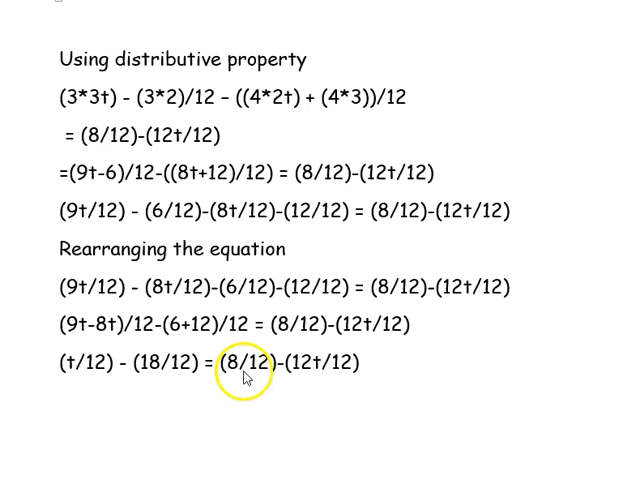 Using distributive property
(3*3t) - (3*2)/12 – ((4*2t) + (4*3))/12
= (8/12)-(12t/12)
=(9t-6)/12-((8t+12)/12) = (8/12)-(12t/12)
(9t/12) - (6/12)-(8t/12)-(12/12) = (8/12)-(12t/12)
Rearranging the equation
(9t/12) - (8t/12)-(6/12)-(12/12) = (8/12)-(12t/12)
(9t-8t)/12-(6+12)/12 = (8/12)-(12t/12)
(t/12) - (18/12) = (8/12)-(12t/12)